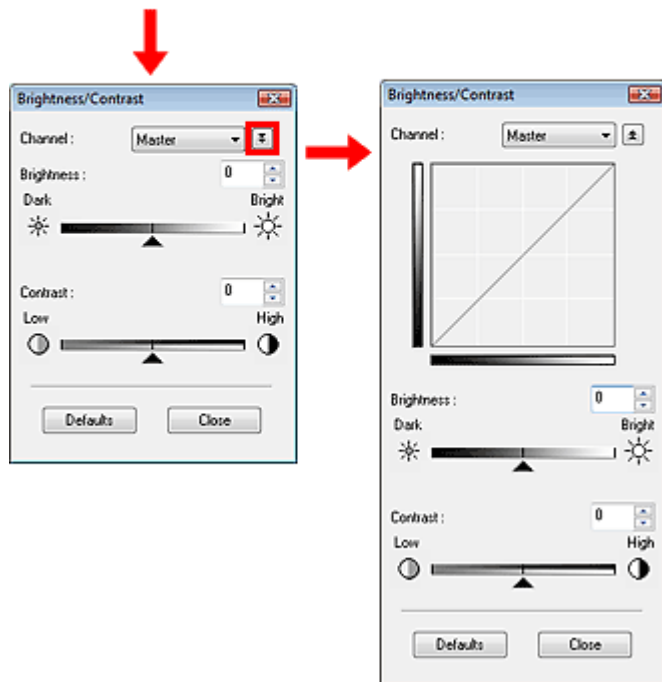 Brightness/Contrast
Channel : Master
Brightness : 0
Dark Bright
Contrast : 0
Low High
Defaults Close
Brightness/Contrast
Channel : Master
Brightness : 0
Dark Bright
Contrast : 0
Low High
Defaults Close